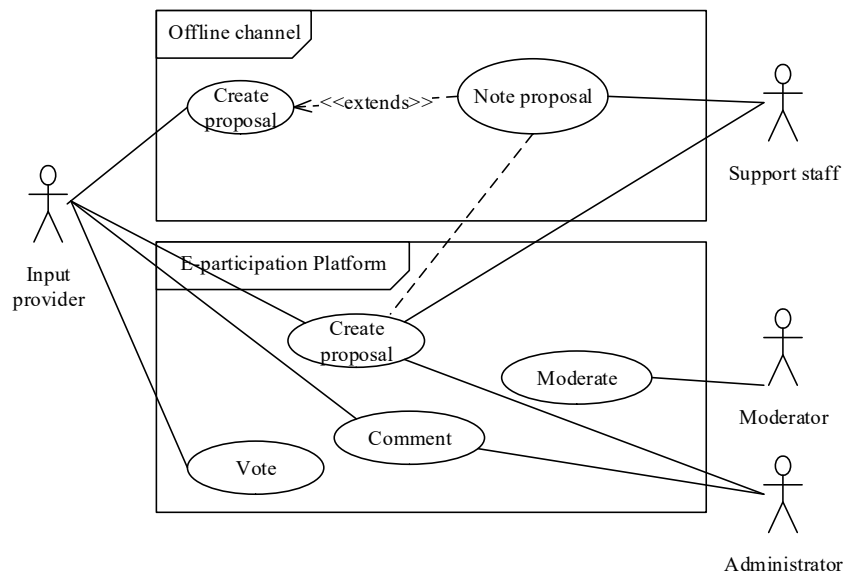 Offline channel
Create
proposal
<<extends>>
Note proposal
Support staff
Input
provider
E-participation Platform
Create
proposal
Moderate
Moderator
Comment
Vote
Administrator